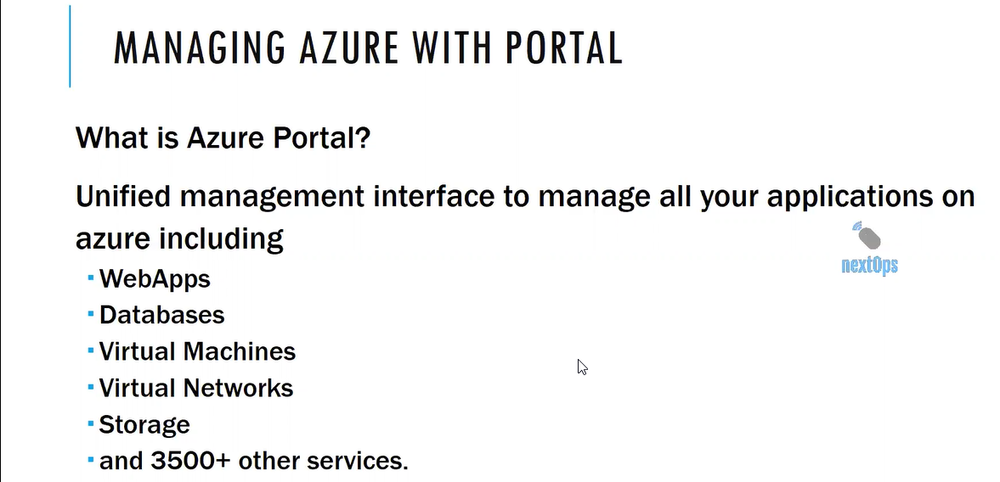 MANAGING AZURE WITH PORTAL
What is Azure Portal?
Unified management interface to manage all your applications on
azure including
nextOps
WebApps
Databases
Virtual Machines
Virtual Networks
Storage
and 3500+ other services.